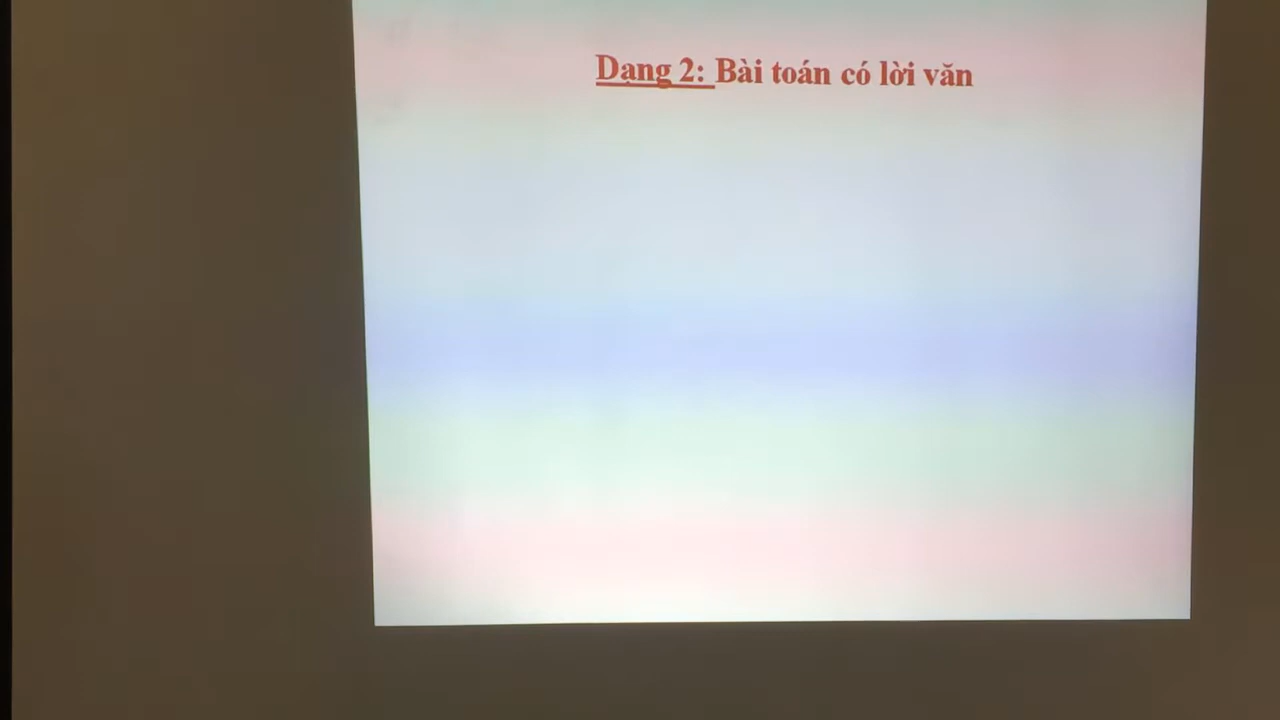 Dạng 2: Bài toán có lời văn